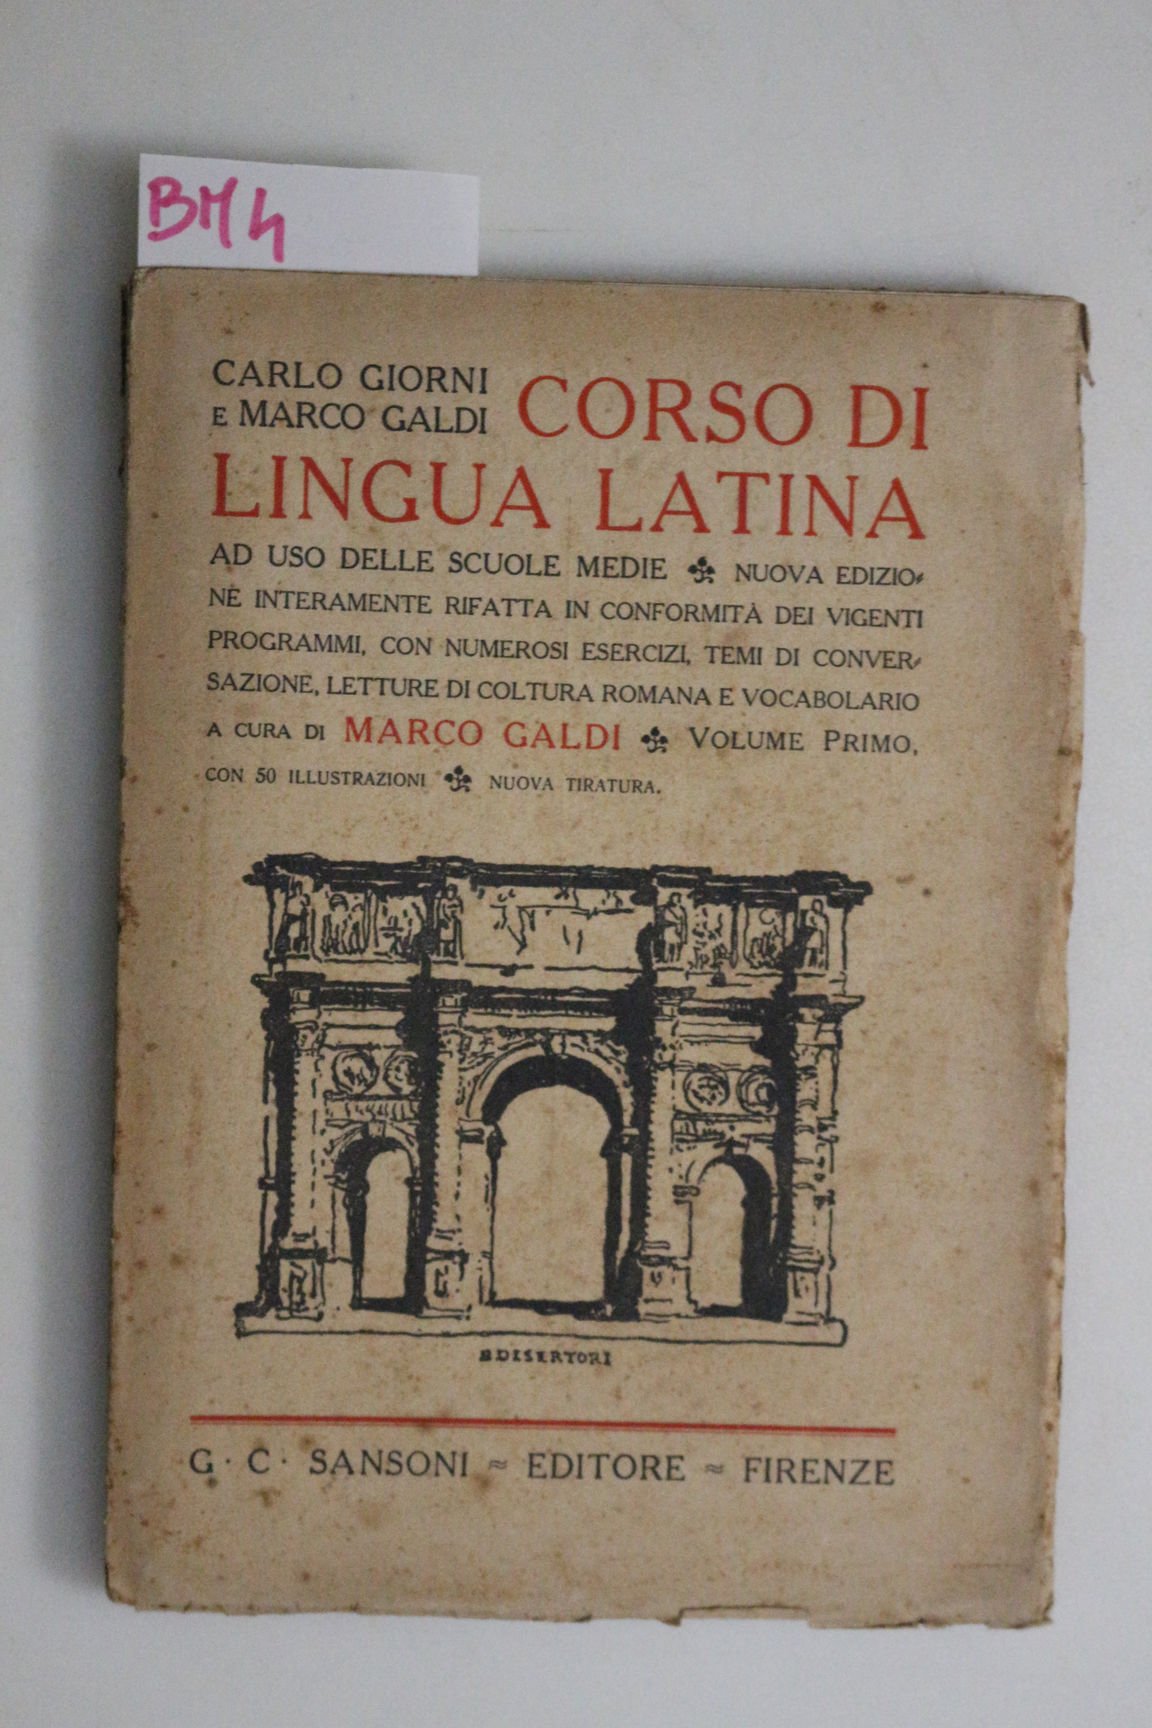 BM4
CARLO GIORNI
E MARCO GALDI
CORSO DI
LINGUA LATINA
AD USO DELLE SCUOLE MEDIE NUOVA EDIZIO-
NE INTERAMENTE RIFATTA IN CONFORMITÀ DEI VIGENTI
PROGRAMMI, CON NUMEROSI ESERCIZI, TEMI DI CONVER-
SAZIONE, LETTURE DI COLTURA ROMANA E VOCABOLARIO
A CURA DI MARCO GALDI VOLUME PRIMO,
CON 50 ILLUSTRAZIONI NUOVA TIRATURA.
B DISERTORI
G · C · SANSONI ≈ EDITORE ≈ FIRENZE